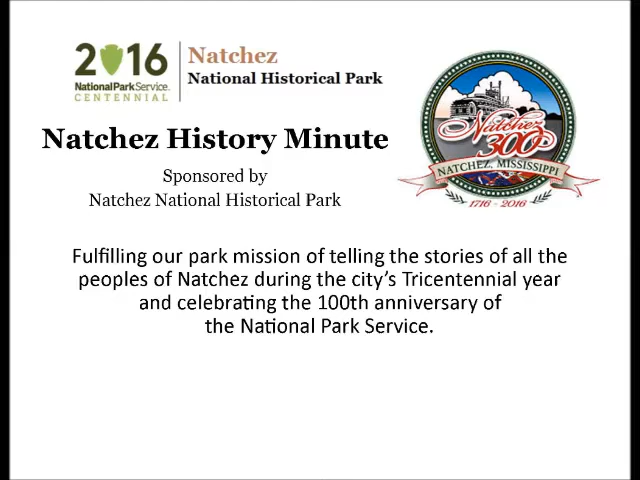 2016
National Park Service
CENTENNIAL
Natchez
National Historical Park
Natchez 300
NATCHEZ, MISSISSIPPI
1716 - 2016
Natchez History Minute
Sponsored by
Natchez National Historical Park
Fulfilling our park mission of telling the stories of all the
peoples of Natchez during the city's Tricentennial year
and celebrating the 100th anniversary of
the National Park Service.